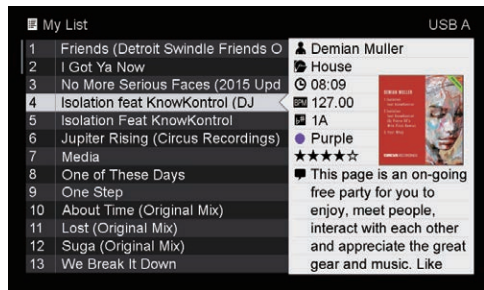 My List
USB A
1 Friends (Detroit Swindle Friends O
2 I Got Ya Now
3 No More Serious Faces (2015 Upd
4 Isolation feat KnowKontrol (DJ
5 Isolation Feat KnowKontrol
6 Jupiter Rising (Circus Recordings)
7 Media
8 One of These Days
9 One Step
10 About Time (Original Mix)
11 Lost (Original Mix)
12 Suga (Original Mix)
13 We Break It Down
Demian Muller
House
08:09
BPM 127.00
1A
Purple
★★★★☆
DEMIAN MULLER
This page is an on-going
free party for you to
enjoy, meet people,
interact with each other
and appreciate the great
gear and music. Like